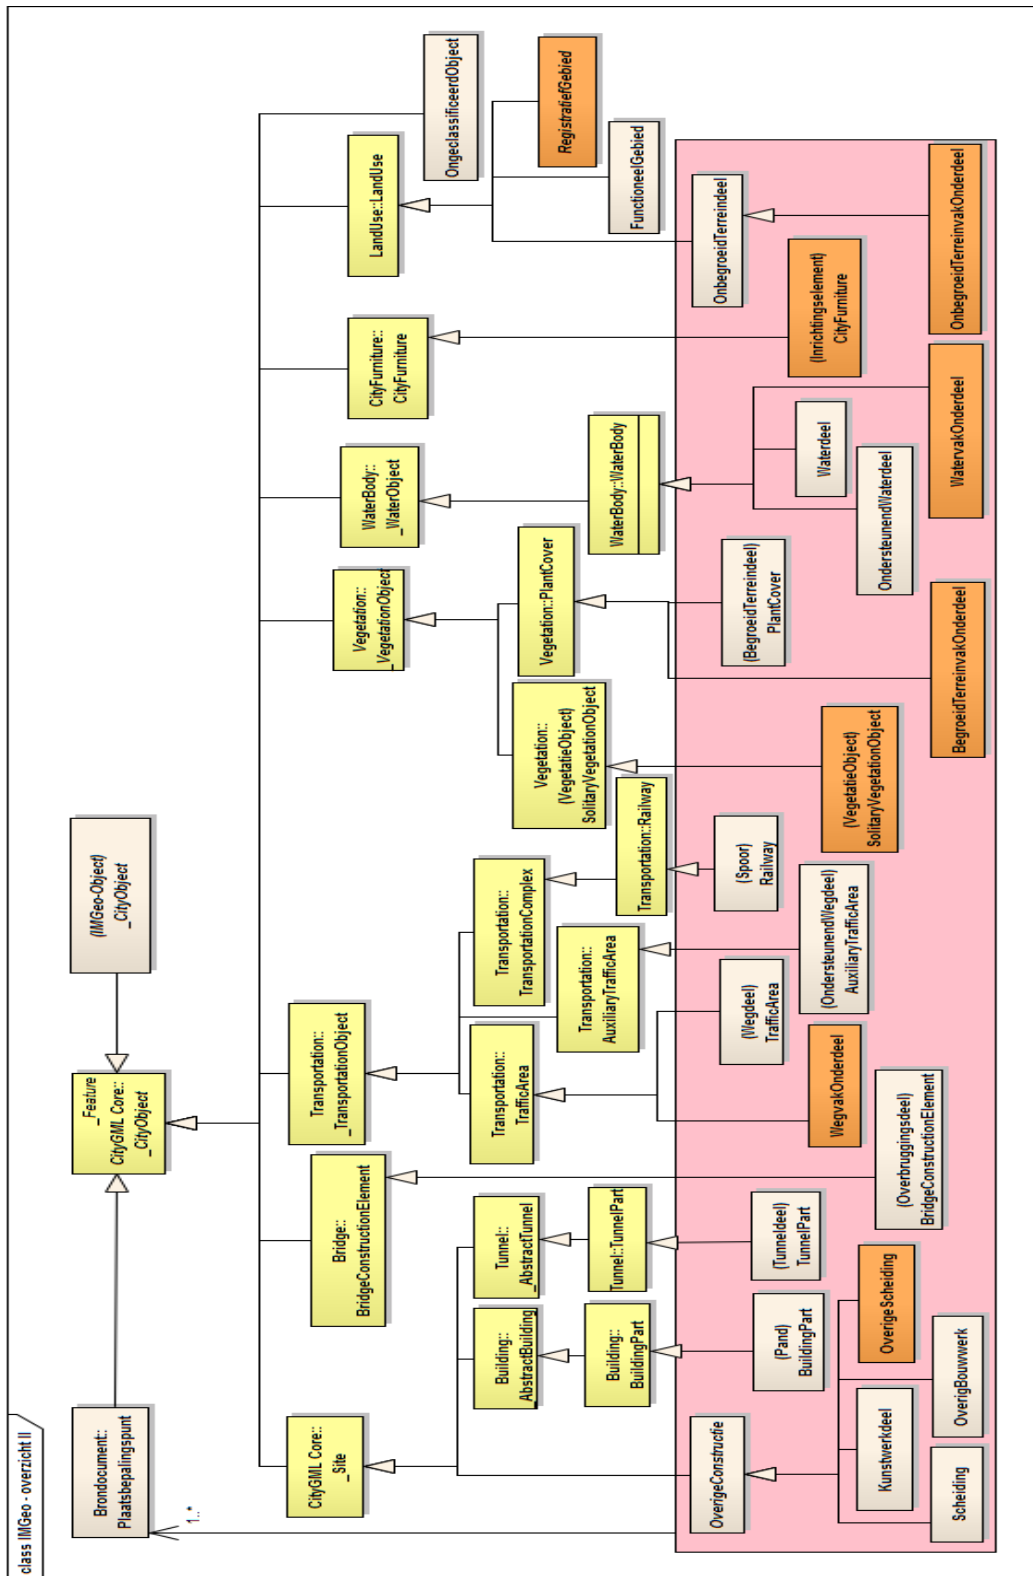 class IMGeo - overzicht II
Brondocument::
Plaatsbepalingspunt
_Feature
CityGML Core::
_CityObject
(IMGeo-Object)
_CityObject
1..*
CityGML Core::
_Site
Bridge::
BridgeConstructionElement
Transportation::
_TransportationObject
Vegetation::
_VegetationObject
WaterBody::
_WaterObject
CityFurniture::
CityFurniture
LandUse::LandUse
OngeclassificeerdObject
Building::
AbstractBuilding
Tunnel::
_AbstractTunnel
Transportation::
TrafficArea
Transportation::
AuxiliaryTrafficArea
Transportation::
TransportationComplex
Vegetation::
(VegetatieObject)
SolitaryVegetationObject
Vegetation::PlantCover
WaterBody::WaterBody
FunctioneelGebied
RegistratiefGebied
Building::
BuildingPart
Tunnel::TunnelPart
Transportation::Railway
OverigeConstructie
(Pand)
BuildingPart
(Tunneldeel)
TunnelPart
(Wegdeel)
TrafficArea
(Spoor)
Railway
(BegroeidTerreindeel)
PlantCover
OnbegroeidTerreindeel
WegvakOnderdeel
(OndersteunendWegdeel)
AuxiliaryTrafficArea
(VegetatieObject)
SolitaryVegetationObject
Waterdeel
(Inrichtingselement)
CityFurniture
Kunstwerkdeel
OverigeScheiding
(Overbruggingsdeel)
BridgeConstructionElement
OndersteunendWaterdeel
Scheiding
OverigBouwwerk
BegroeidTerreinvakOnderdeel
WatervakOnderdeel
OnbegroeidTerreinvakOnderdeel